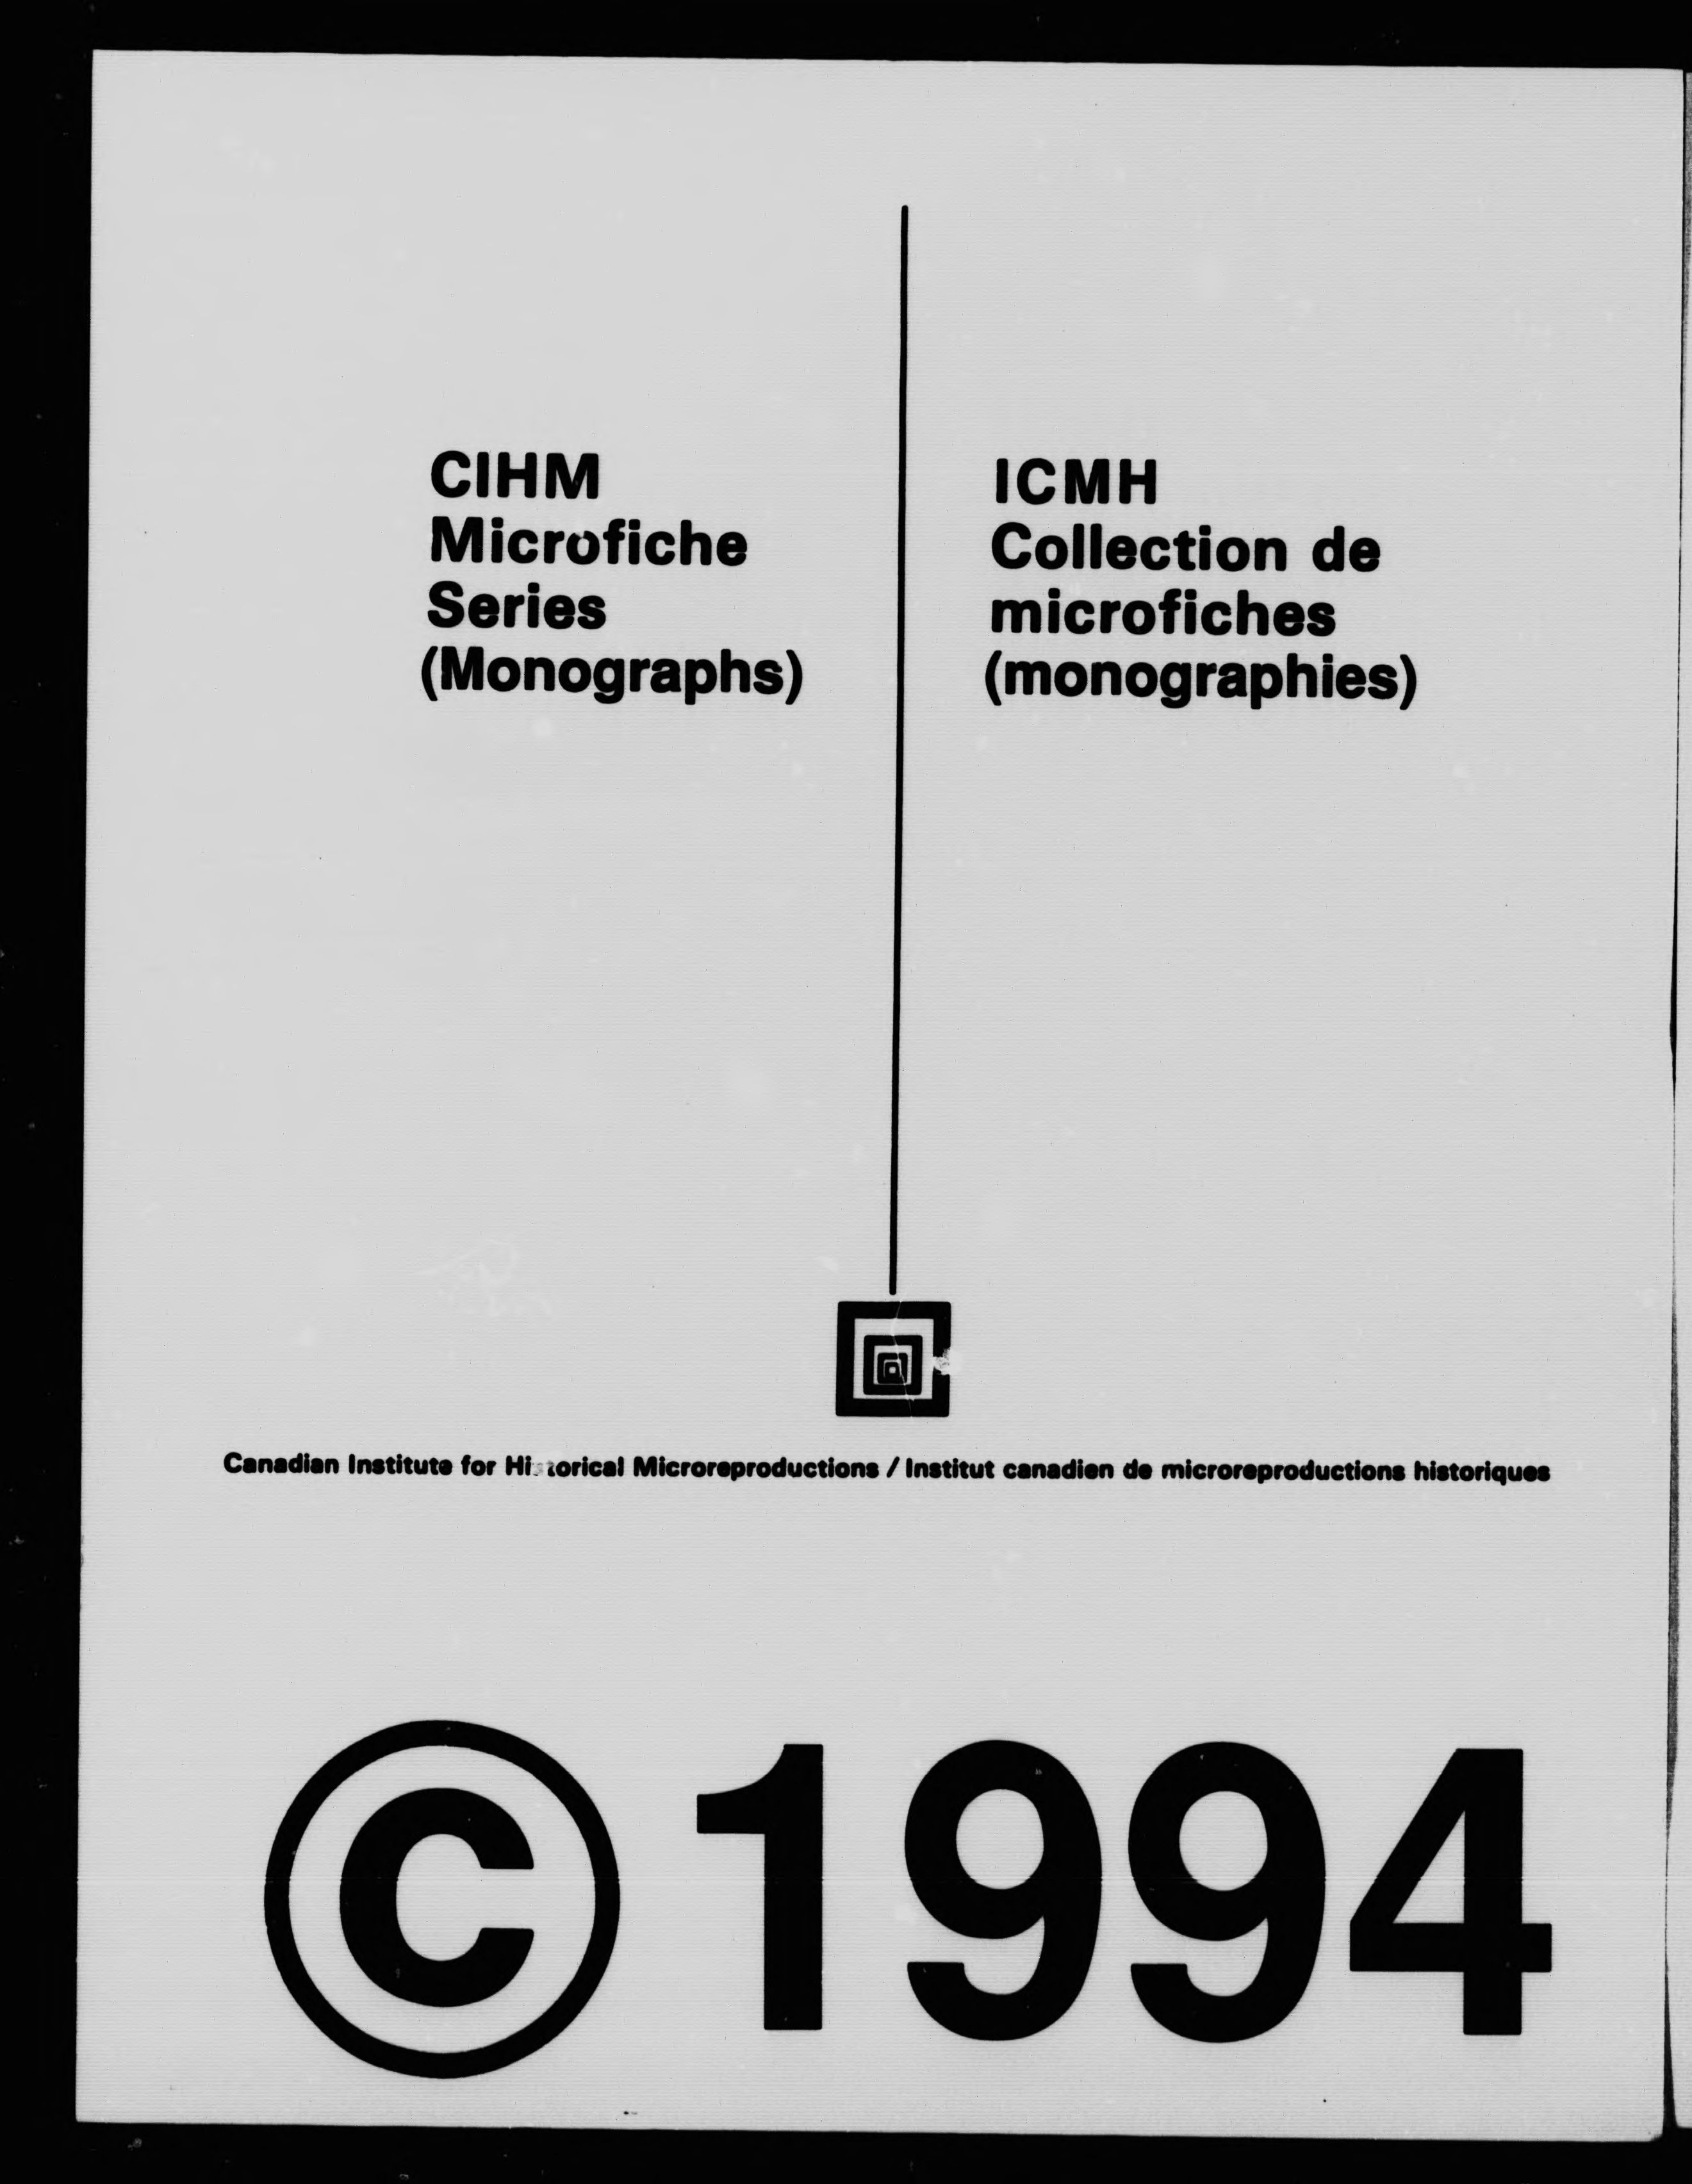 CIHM
Microfiche
Series
(Monographs)
ICMH
Collection de
microfiches
(monographies)
Canadian Institute for Historical Microreproductions / Institut canadien de microreproductions historiques
© 1994